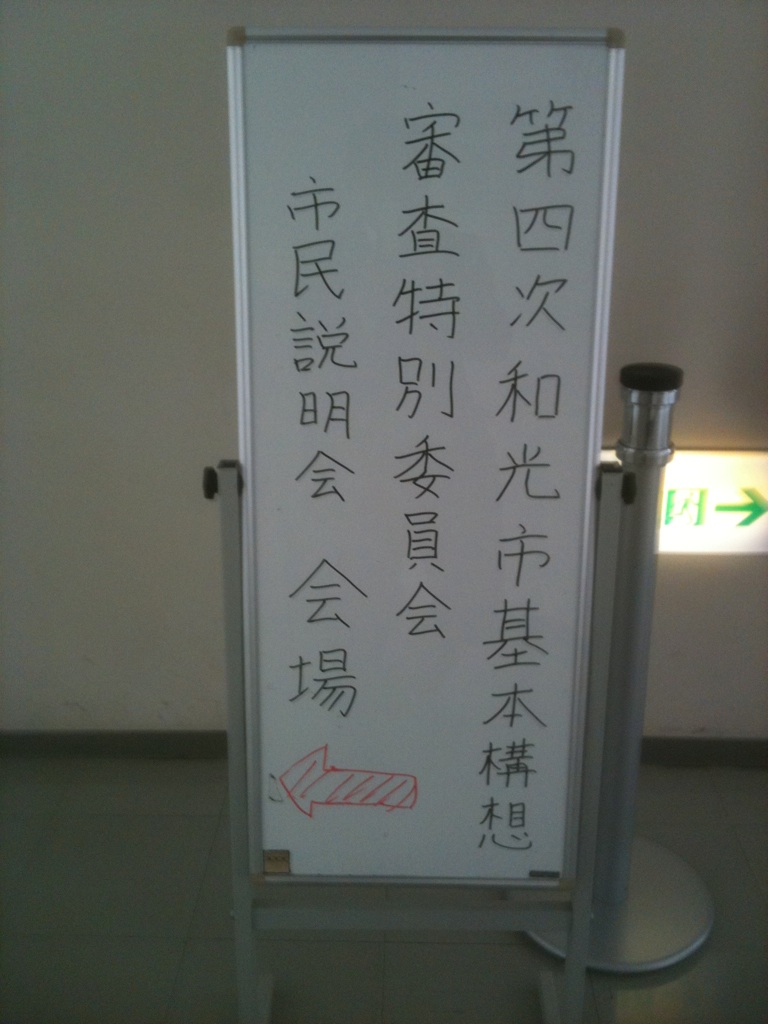 第四次和光市基本構想
審査特別委員会
市民説明会 会場